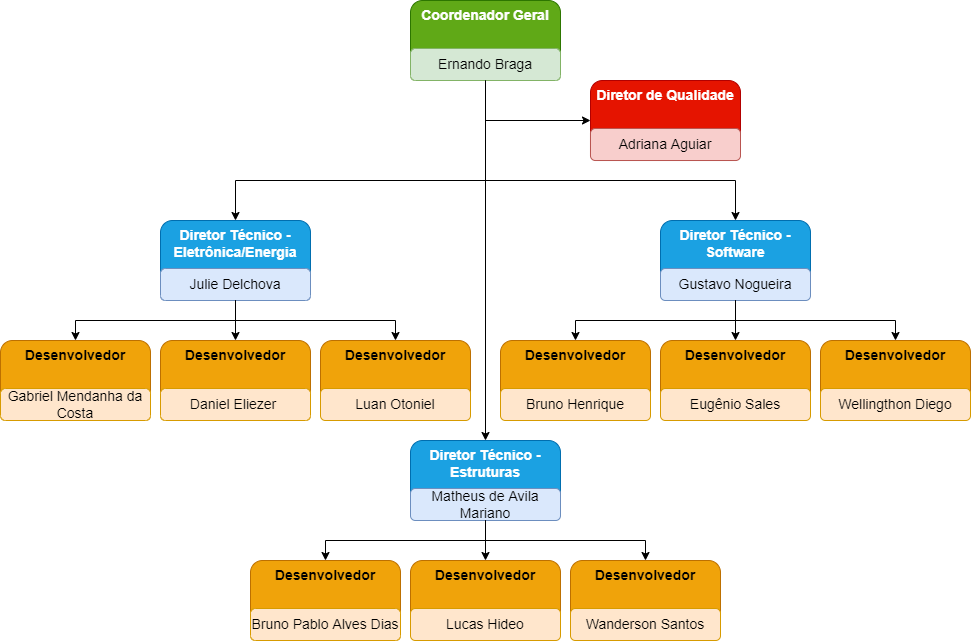 Coordenador Geral
Ernando Braga
Diretor de Qualidade
Adriana Aguiar
Diretor Técnico -
Eletrônica/Energia
Julie Delchova
Diretor Técnico -
Software
Gustavo Nogueira
Desenvolvedor
Gabriel Mendanha da
Costa
Desenvolvedor
Daniel Eliezer
Desenvolvedor
Luan Otoniel
Desenvolvedor
Bruno Henrique
Desenvolvedor
Eugênio Sales
Desenvolvedor
Wellingthon Diego
Diretor Técnico -
Estruturas
Matheus de Avila
Mariano
Desenvolvedor
Bruno Pablo Alves Dias
Desenvolvedor
Lucas Hideo
Desenvolvedor
Wanderson Santos